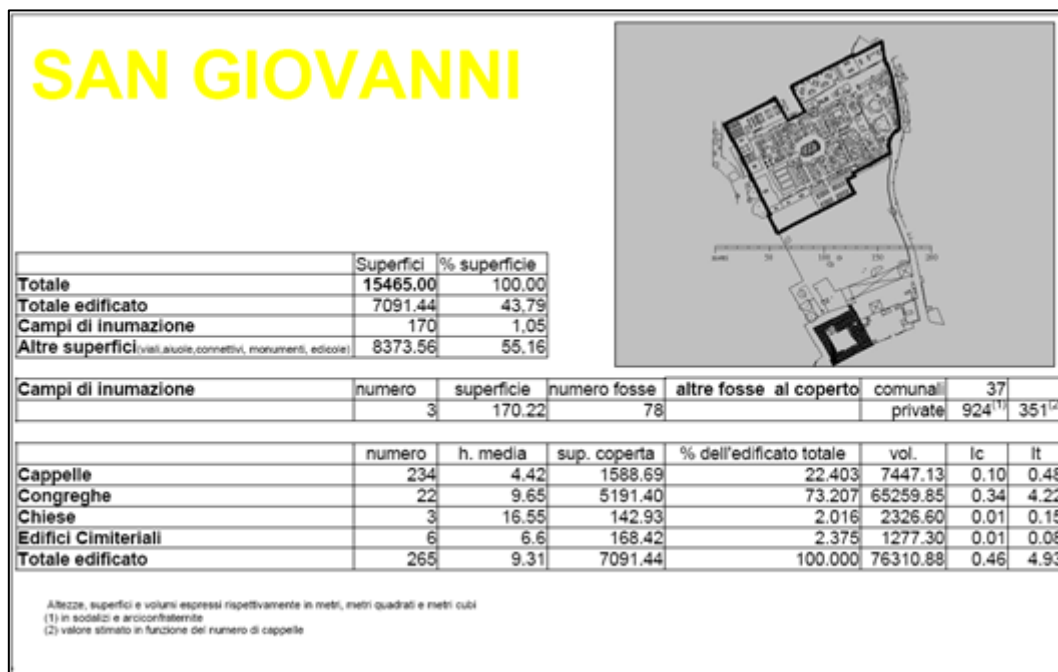 SAN GIOVANNI
50 100 150 200
Superfici % superficie
Totale 15465.00 100.00
Totale edificato 7091.44 43,79
Campi di inumazione 170 1,05
Altre superfici (viali,aiuole,connettivi, monumenti, edicole) 8373.56 55,16
Campi di inumazione numero superficie numero fosse altre fosse al coperto comunali 37
3 170.22 78 private 924(1) 351(2
numero h. media sup. coperta % dell'edificato totale vol. Ic It
Cappelle 234 4.42 1588.69 22.403 7447.13 0.10 0.48
Congreghe 22 9.65 5191.40 73.207 65259.85 0.34 4.22
Chiese 3 16.55 142.93 2.016 2326.60 0.01 0.15
Edifici Cimiteriali 6 6.6 168.42 2.375 1277.30 0.01 0.08
Totale edificato 265 9.31 7091.44 100.000 76310.88 0.46 4.93
Altezze, superfici e volumi espressi rispettivamente in metri, metri quadrati e metri cubi
(1) in sodalizi e arciconfraternite
(2) valore stimato in funzione del numero di cappelle